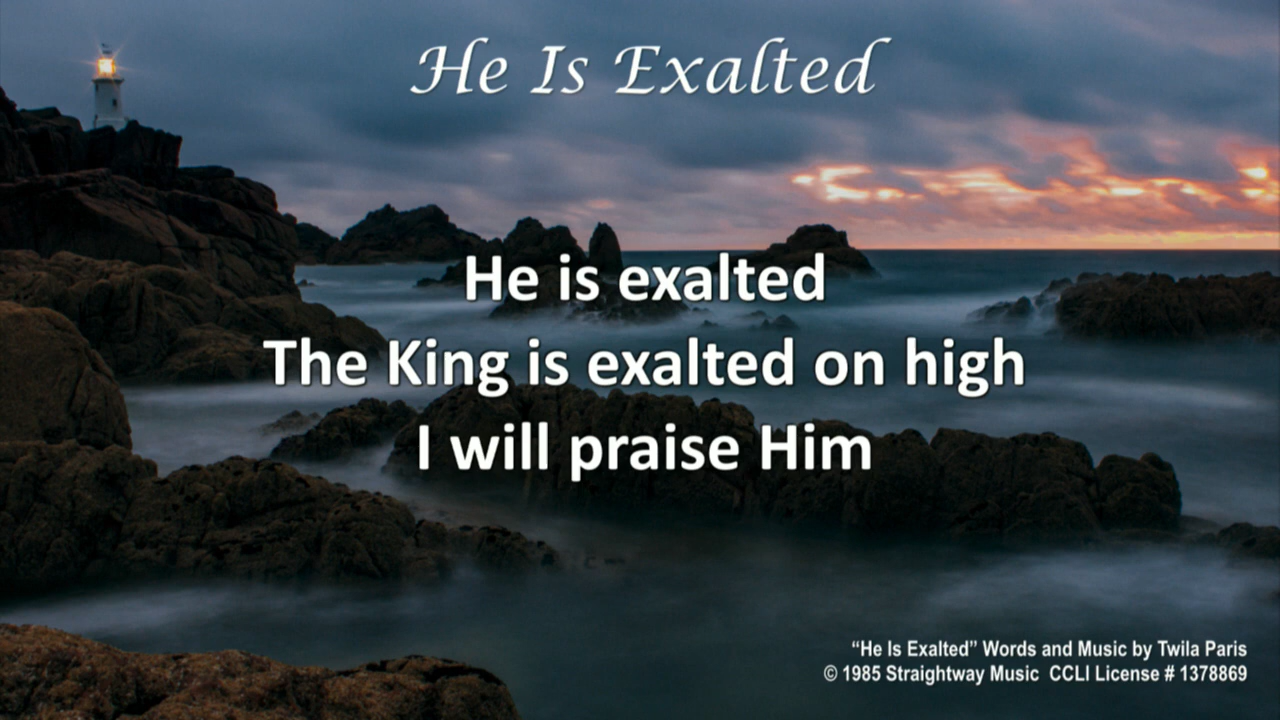 He Is Exalted
He is exalted
The King is exalted on high
I will praise Him
“He Is Exalted” Words and Music by Twila Paris
© 1985 Straightway Music CCLI License # 1378869